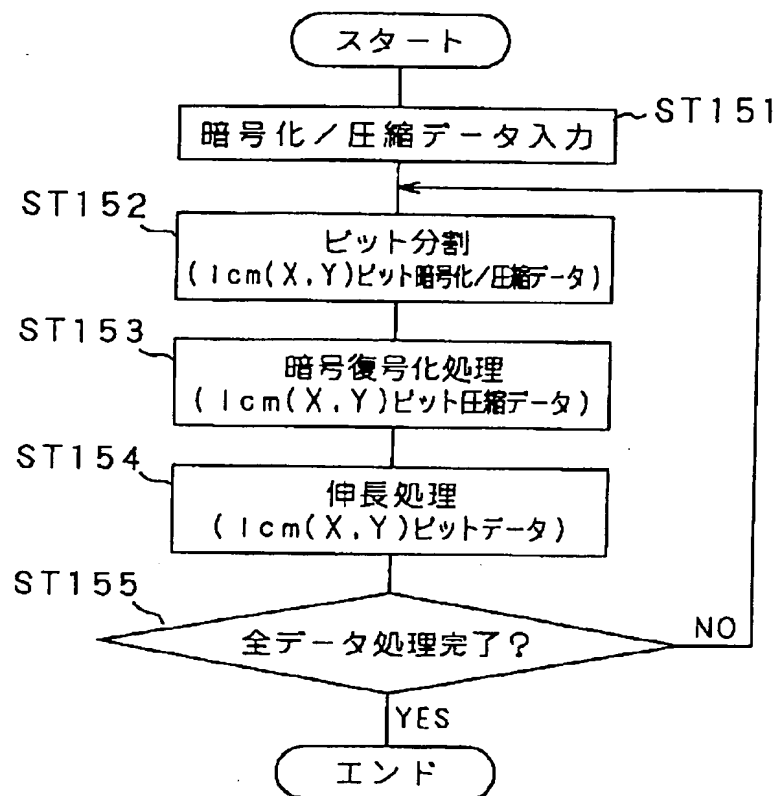 スタート
ST151
暗号化/圧縮データ入力
ST152
ビット分割
(lcm(X,Y)ビット暗号化/圧縮データ)
ST153
暗号復号化処理
(lcm(X,Y)ビット圧縮データ)
ST154
伸長処理
(lcm(X,Y)ビットデータ)
ST155
全データ処理完了?
NO
YES
エンド